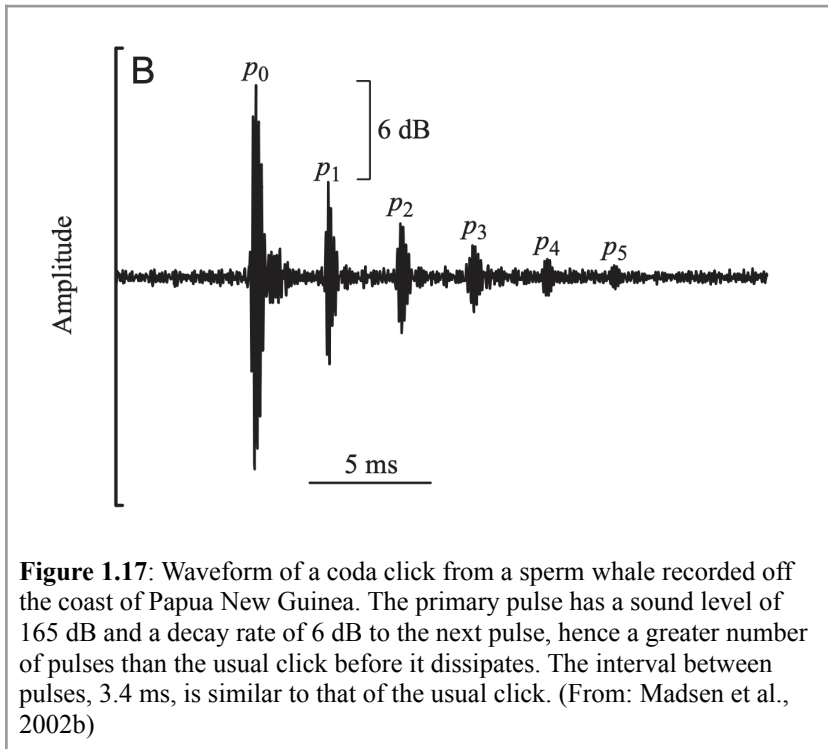 B
p0
6 dB
p1
p2
p3
p4
p5
Amplitude
5 ms
Figure 1.17: Waveform of a coda click from a sperm whale recorded off
the coast of Papua New Guinea. The primary pulse has a sound level of
165 dB and a decay rate of 6 dB to the next pulse, hence a greater number
of pulses than the usual click before it dissipates. The interval between
pulses, 3.4 ms, is similar to that of the usual click. (From: Madsen et al.,
2002b)